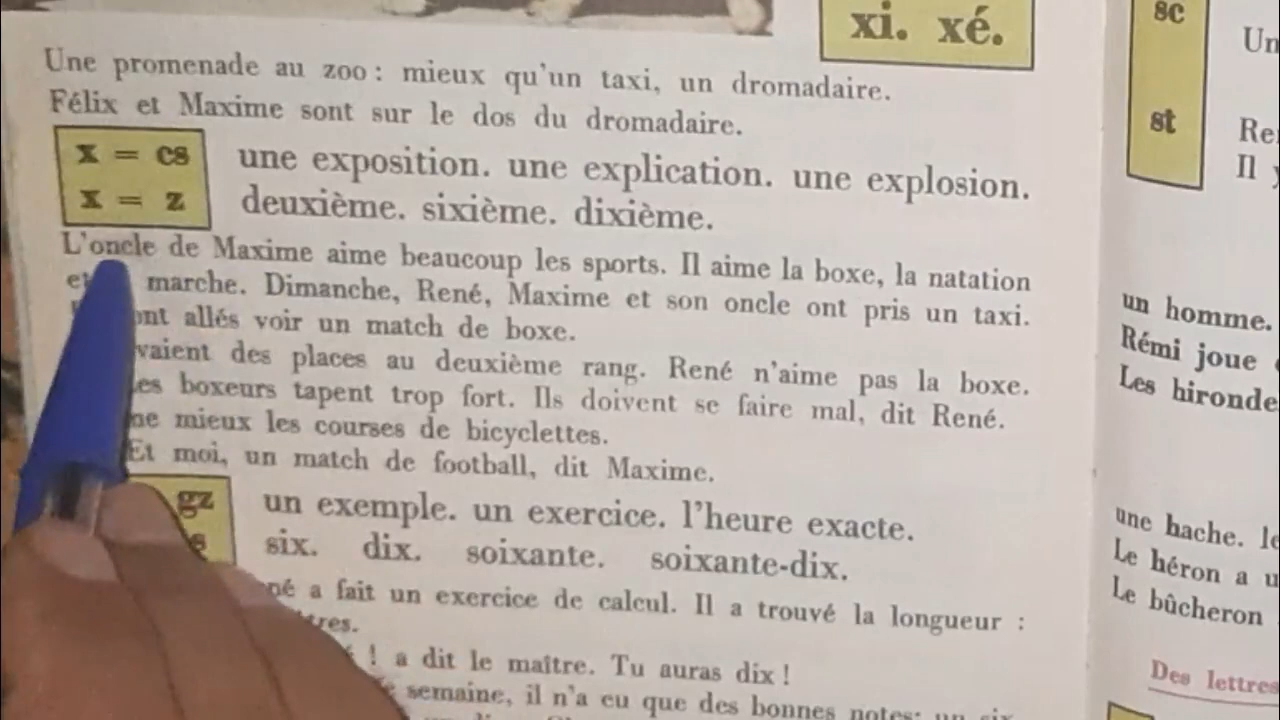 xi. xé.
Une promenade au zoo : mieux qu'un taxi, un dromadaire.
Félix et Maxime sont sur le dos du dromadaire.
x = cs
x = z
une exposition. une explication. une explosion.
deuxième. sixième. dixième.
L'oncle de Maxime aime beaucoup les sports. Il aime la boxe, la natation
marche. Dimanche, René, Maxime et son oncle ont pris un taxi.
allés voir un match de boxe.
des places au deuxième rang. René n'aime pas la boxe.
boxeurs tapent trop fort. Ils doivent se faire mal, dit René.
mieux les courses de bicyclettes.
Et moi, un match de football, dit Maxime.
gz
un exemple. un exercice. l'heure exacte.
six. dix. soixante. soixante-dix.
a fait un exercice de calcul. Il a trouvé la longueur :
! a dit le maître. Tu auras dix !
semaine, il n'a eu que des bonnes notes: un six
sc
st
Un
Il
un homme.
Rémi joue
Les
une hache.
Le héron a
Le bûcheron
Des lettres